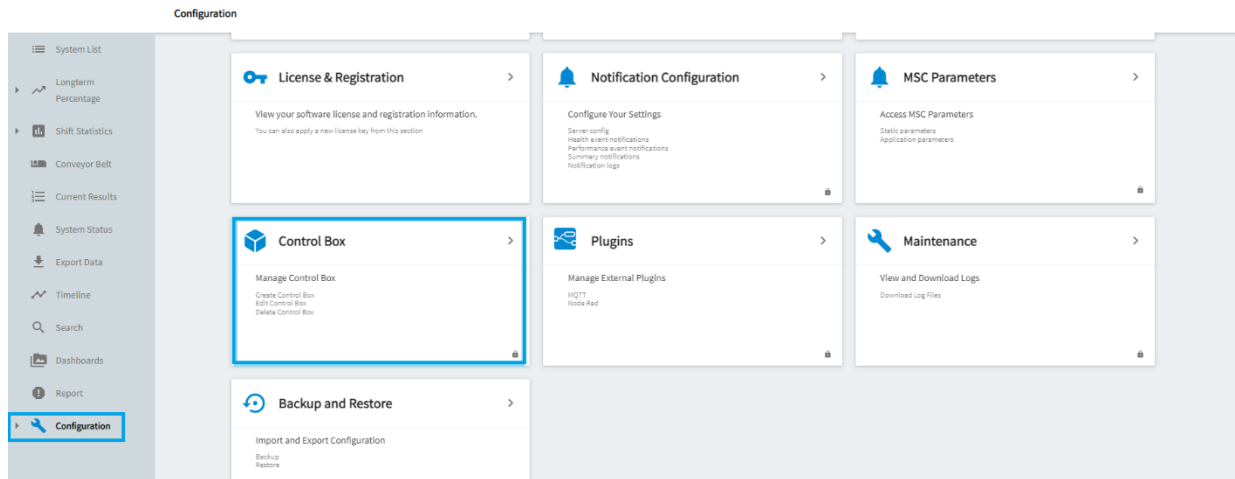 Configuration
System List
Longterm
Percentage
Shift Statistics
Conveyor Belt
Current Results
System Status
Export Data
Timeline
Search
Dashboards
Report
Configuration
License & Registration
View your software license and registration information.
You can also apply a new license key from this section
Notification Configuration
Configure Your Settings
Server config
Health event notifications
Performance event notifications
Summary notifications
Notification logs
MSC Parameters
Access MSC Parameters
Static parameters
Application parameters
Control Box
Manage Control Box
Create Control Box
Edit Control Box
Delete Control Box
Plugins
Manage External Plugins
MQTT
Node Red
Maintenance
View and Download Logs
Download Log Files
Backup and Restore
Import and Export Configuration
Backup
Restore